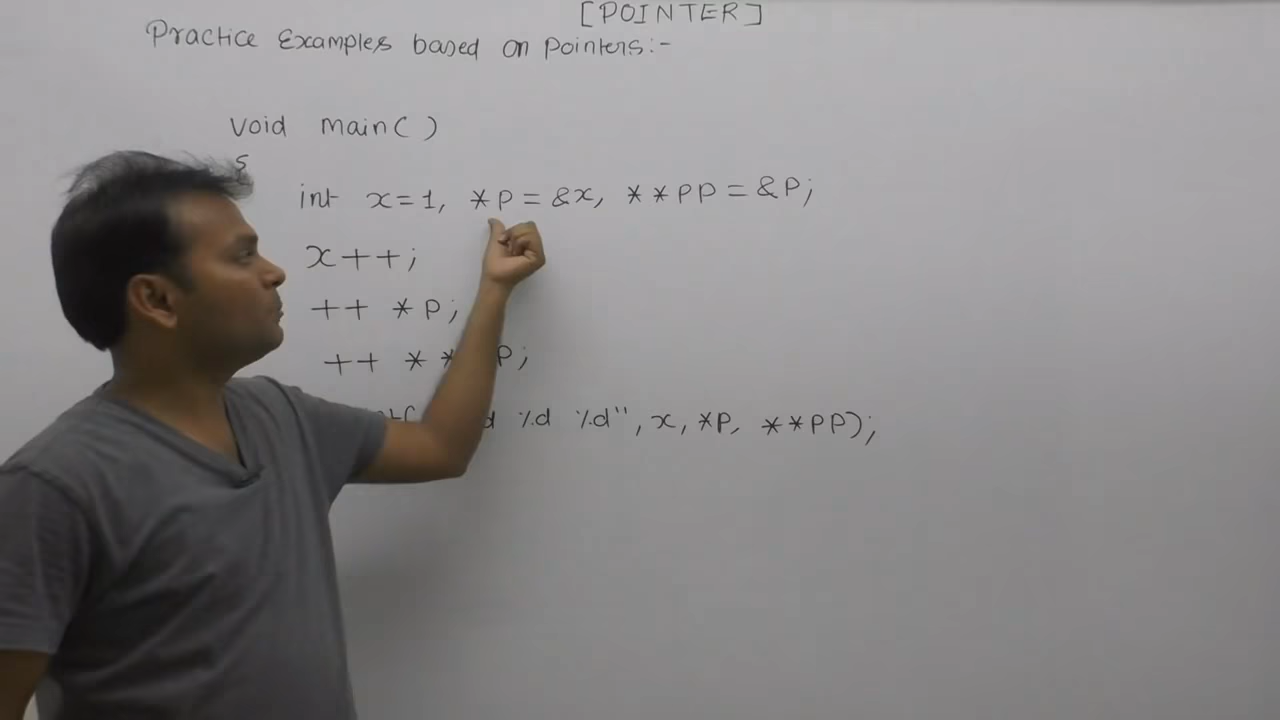 [POINTER]
Practice Examples based on Pointers:-
Void main( )
{
int x=1, *P=&x, **PP=&P;
x++;
++ *P;
++ ** P;
%d %d", x, *P, **PP);